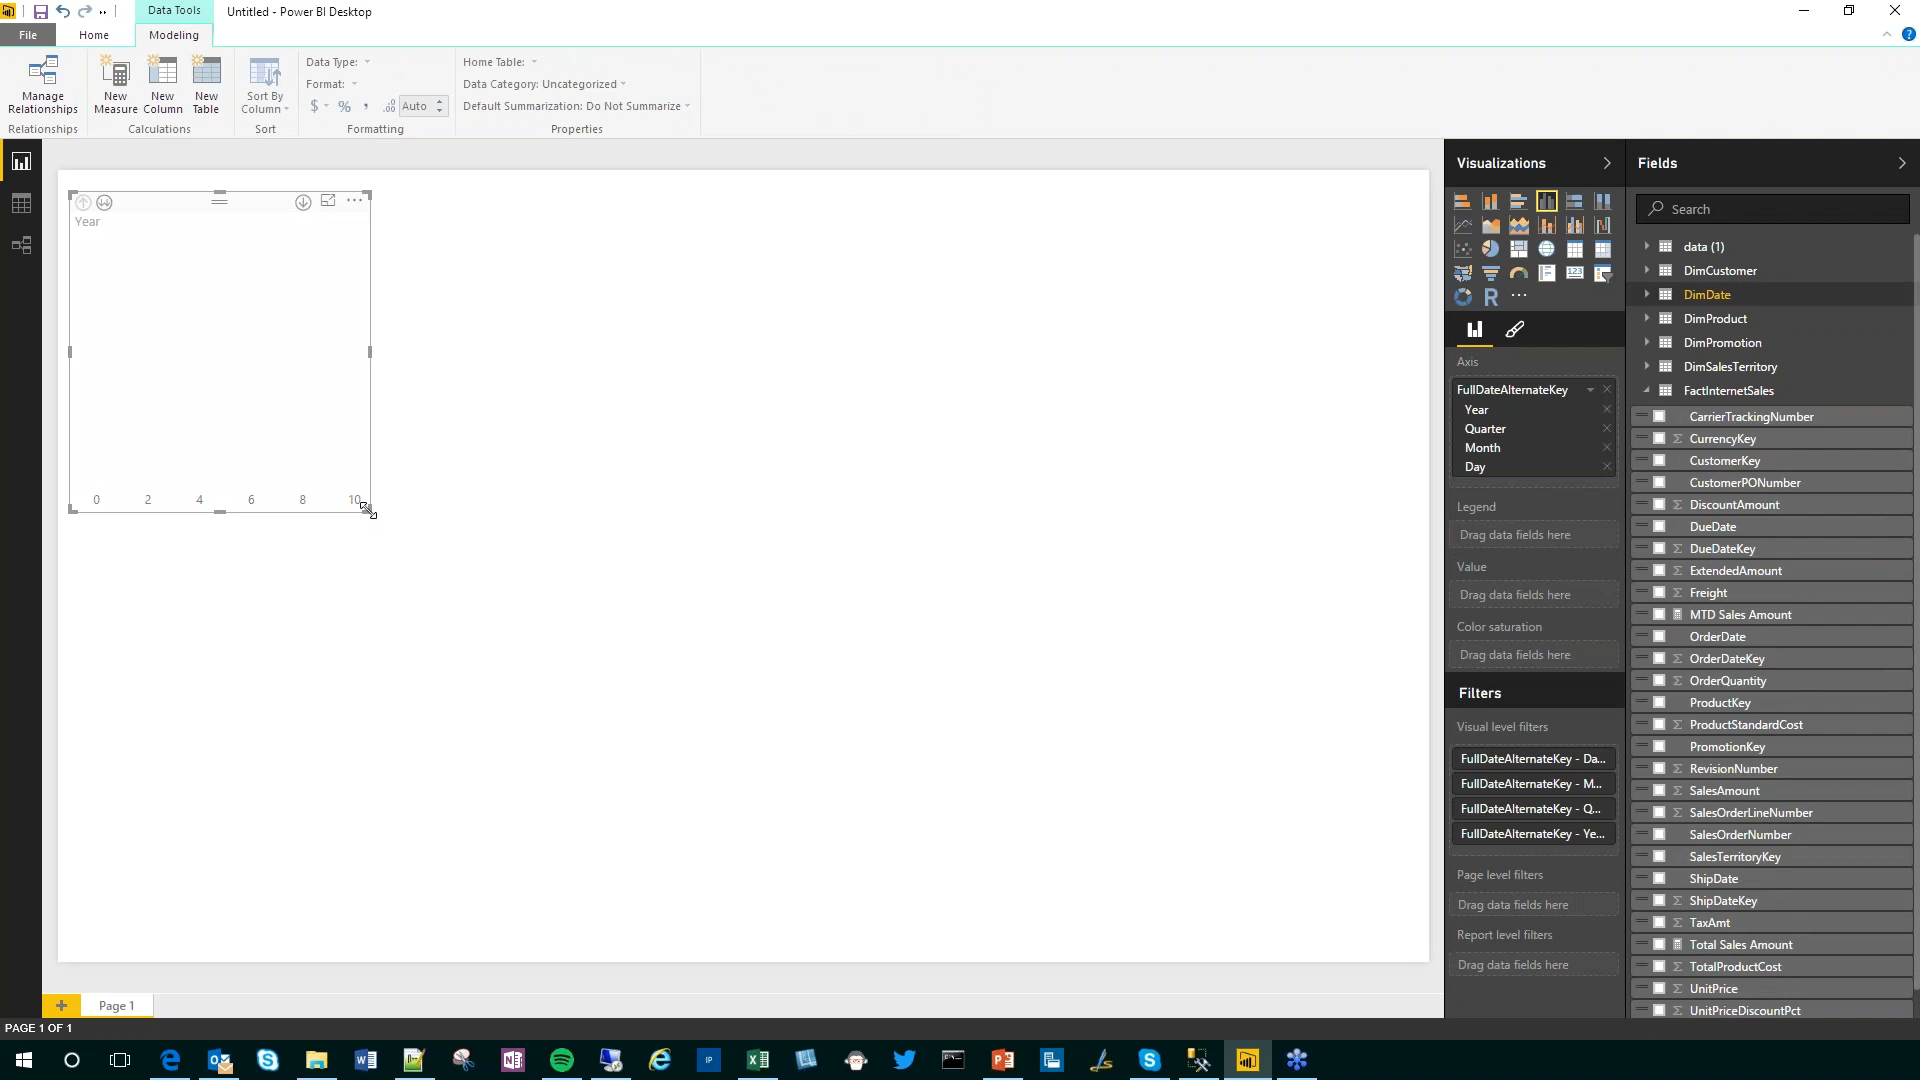 Data Tools
Untitled - Power BI Desktop
File
Home
Modeling
Manage
Relationships
New
Measure
New
Column
New
Table
Sort By
Column
Data Type:
Format:
$ % , .00 Auto
Home Table:
Data Category: Uncategorized
Default Summarization: Do Not Summarize
Relationships
Calculations
Sort
Formatting
Properties
Year
0 2 4 6 8 10
Visualizations
R
123
Axis
FullDateAlternateKey
Year
Quarter
Month
Day
Legend
Drag data fields here
Value
Drag data fields here
Color saturation
Drag data fields here
Filters
Visual level filters
FullDateAlternateKey - Da...
FullDateAlternateKey - M...
FullDateAlternateKey - Q...
FullDateAlternateKey - Ye...
Page level filters
Drag data fields here
Report level filters
Drag data fields here
Fields
Search
data (1)
DimCustomer
DimDate
DimProduct
DimPromotion
DimSalesTerritory
FactInternetSales
CarrierTrackingNumber
CurrencyKey
CustomerKey
CustomerPONumber
DiscountAmount
DueDate
DueDateKey
ExtendedAmount
Freight
MTD Sales Amount
OrderDate
OrderDateKey
OrderQuantity
ProductKey
ProductStandardCost
PromotionKey
RevisionNumber
SalesAmount
SalesOrderLineNumber
SalesOrderNumber
SalesTerritoryKey
ShipDate
ShipDateKey
TaxAmt
Total Sales Amount
TotalProductCost
UnitPrice
UnitPriceDiscountPct
Page 1
PAGE 1 OF 1